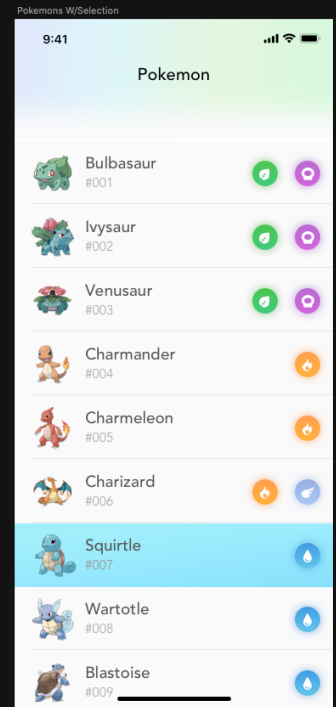 Pokemons W/Selection
9:41
Pokemon
Bulbasaur
#001
Ivysaur
#002
Venusaur
#003
Charmander
#004
Charmeleon
#005
Charizard
#006
Squirtle
#007
Wartotle
#008
Blastoise
#009